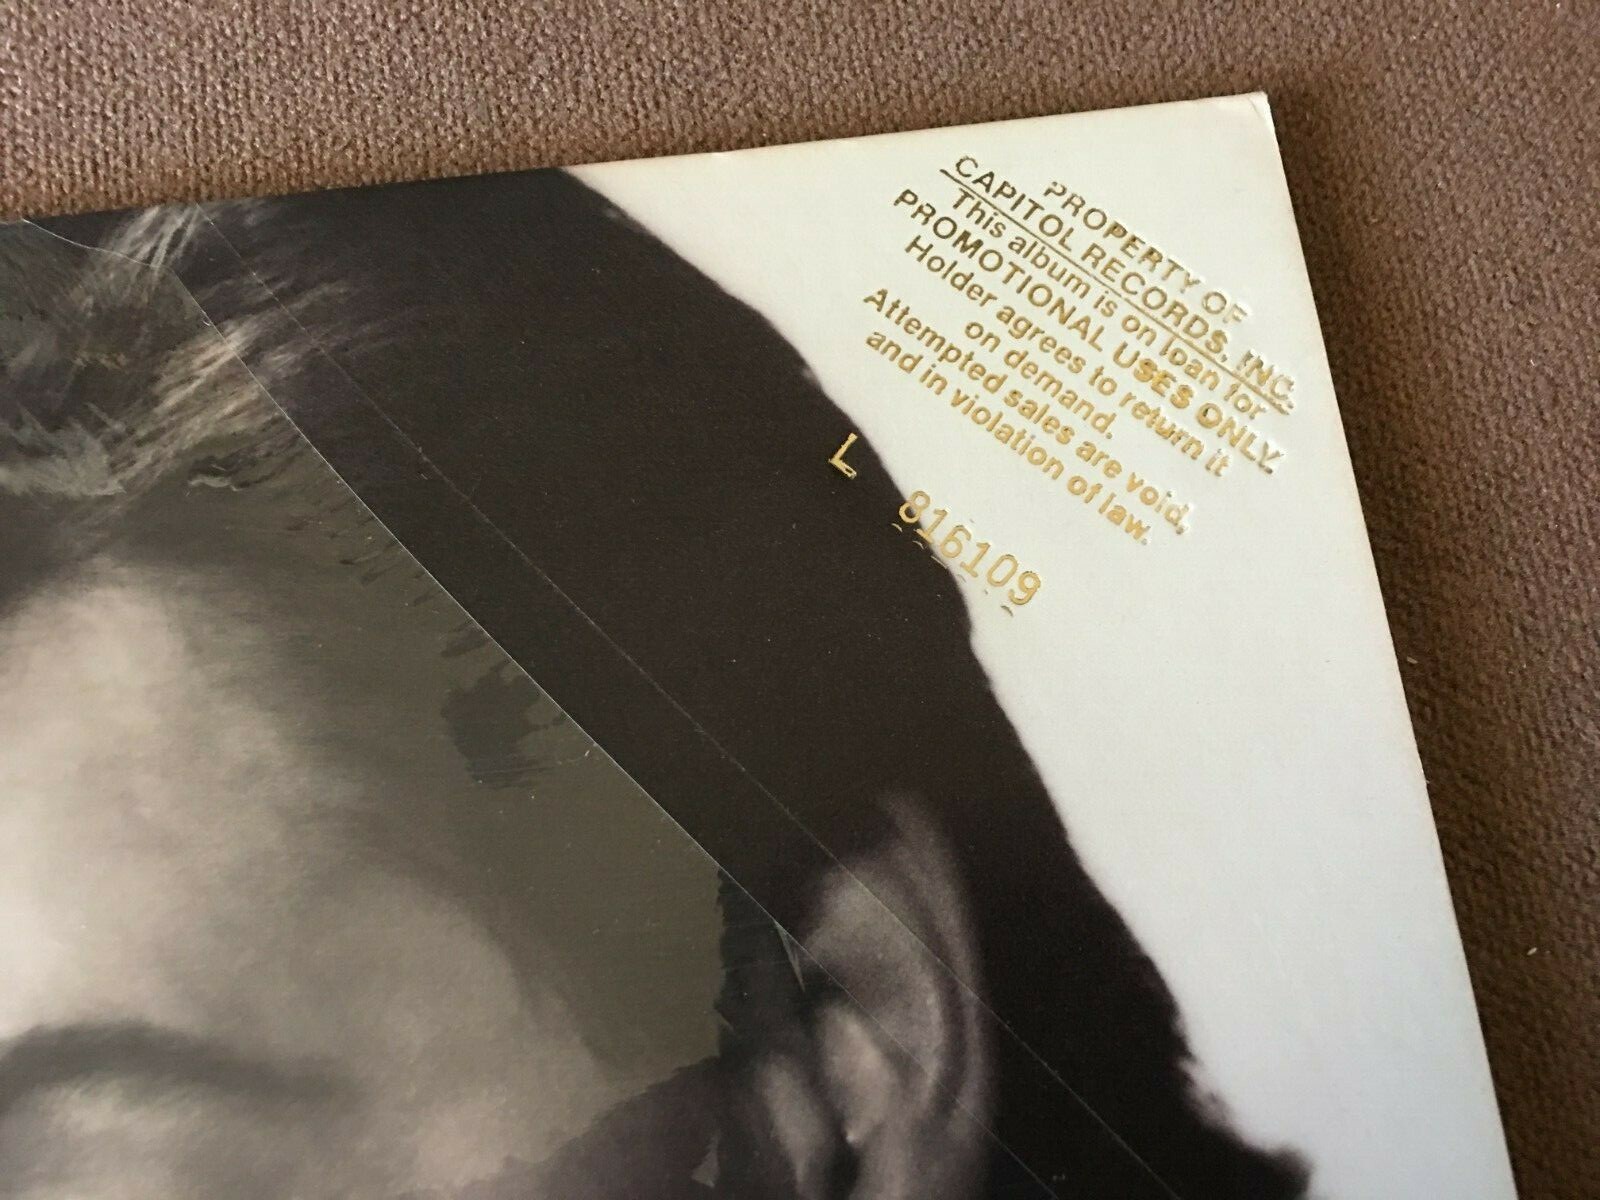 PROPERTY OF
CAPITOL RECORDS, INC.
This album is on loan for
PROMOTIONAL USES ONLY.
Holder agrees to return it
on demand.
Attempted sales are void,
and in violation of law.
L 816109